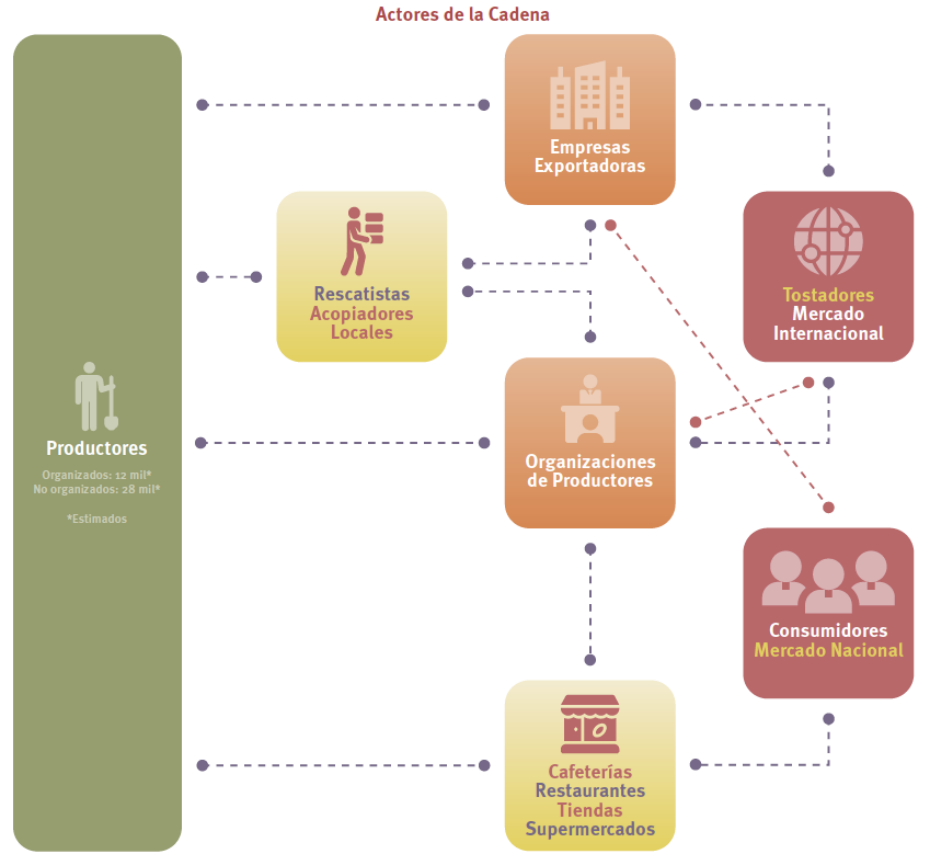 Actores de la Cadena
Empresas
Exportadoras
Rescatistas
Acopiadores
Locales
Tostadores
Mercado
Internacional
Productores
Organizados: 12 mil*
No organizados: 28 mil*
*Estimados
Organizaciones
de Productores
Consumidores
Mercado Nacional
Cafeterías
Restaurantes
Tiendas
Supermercados